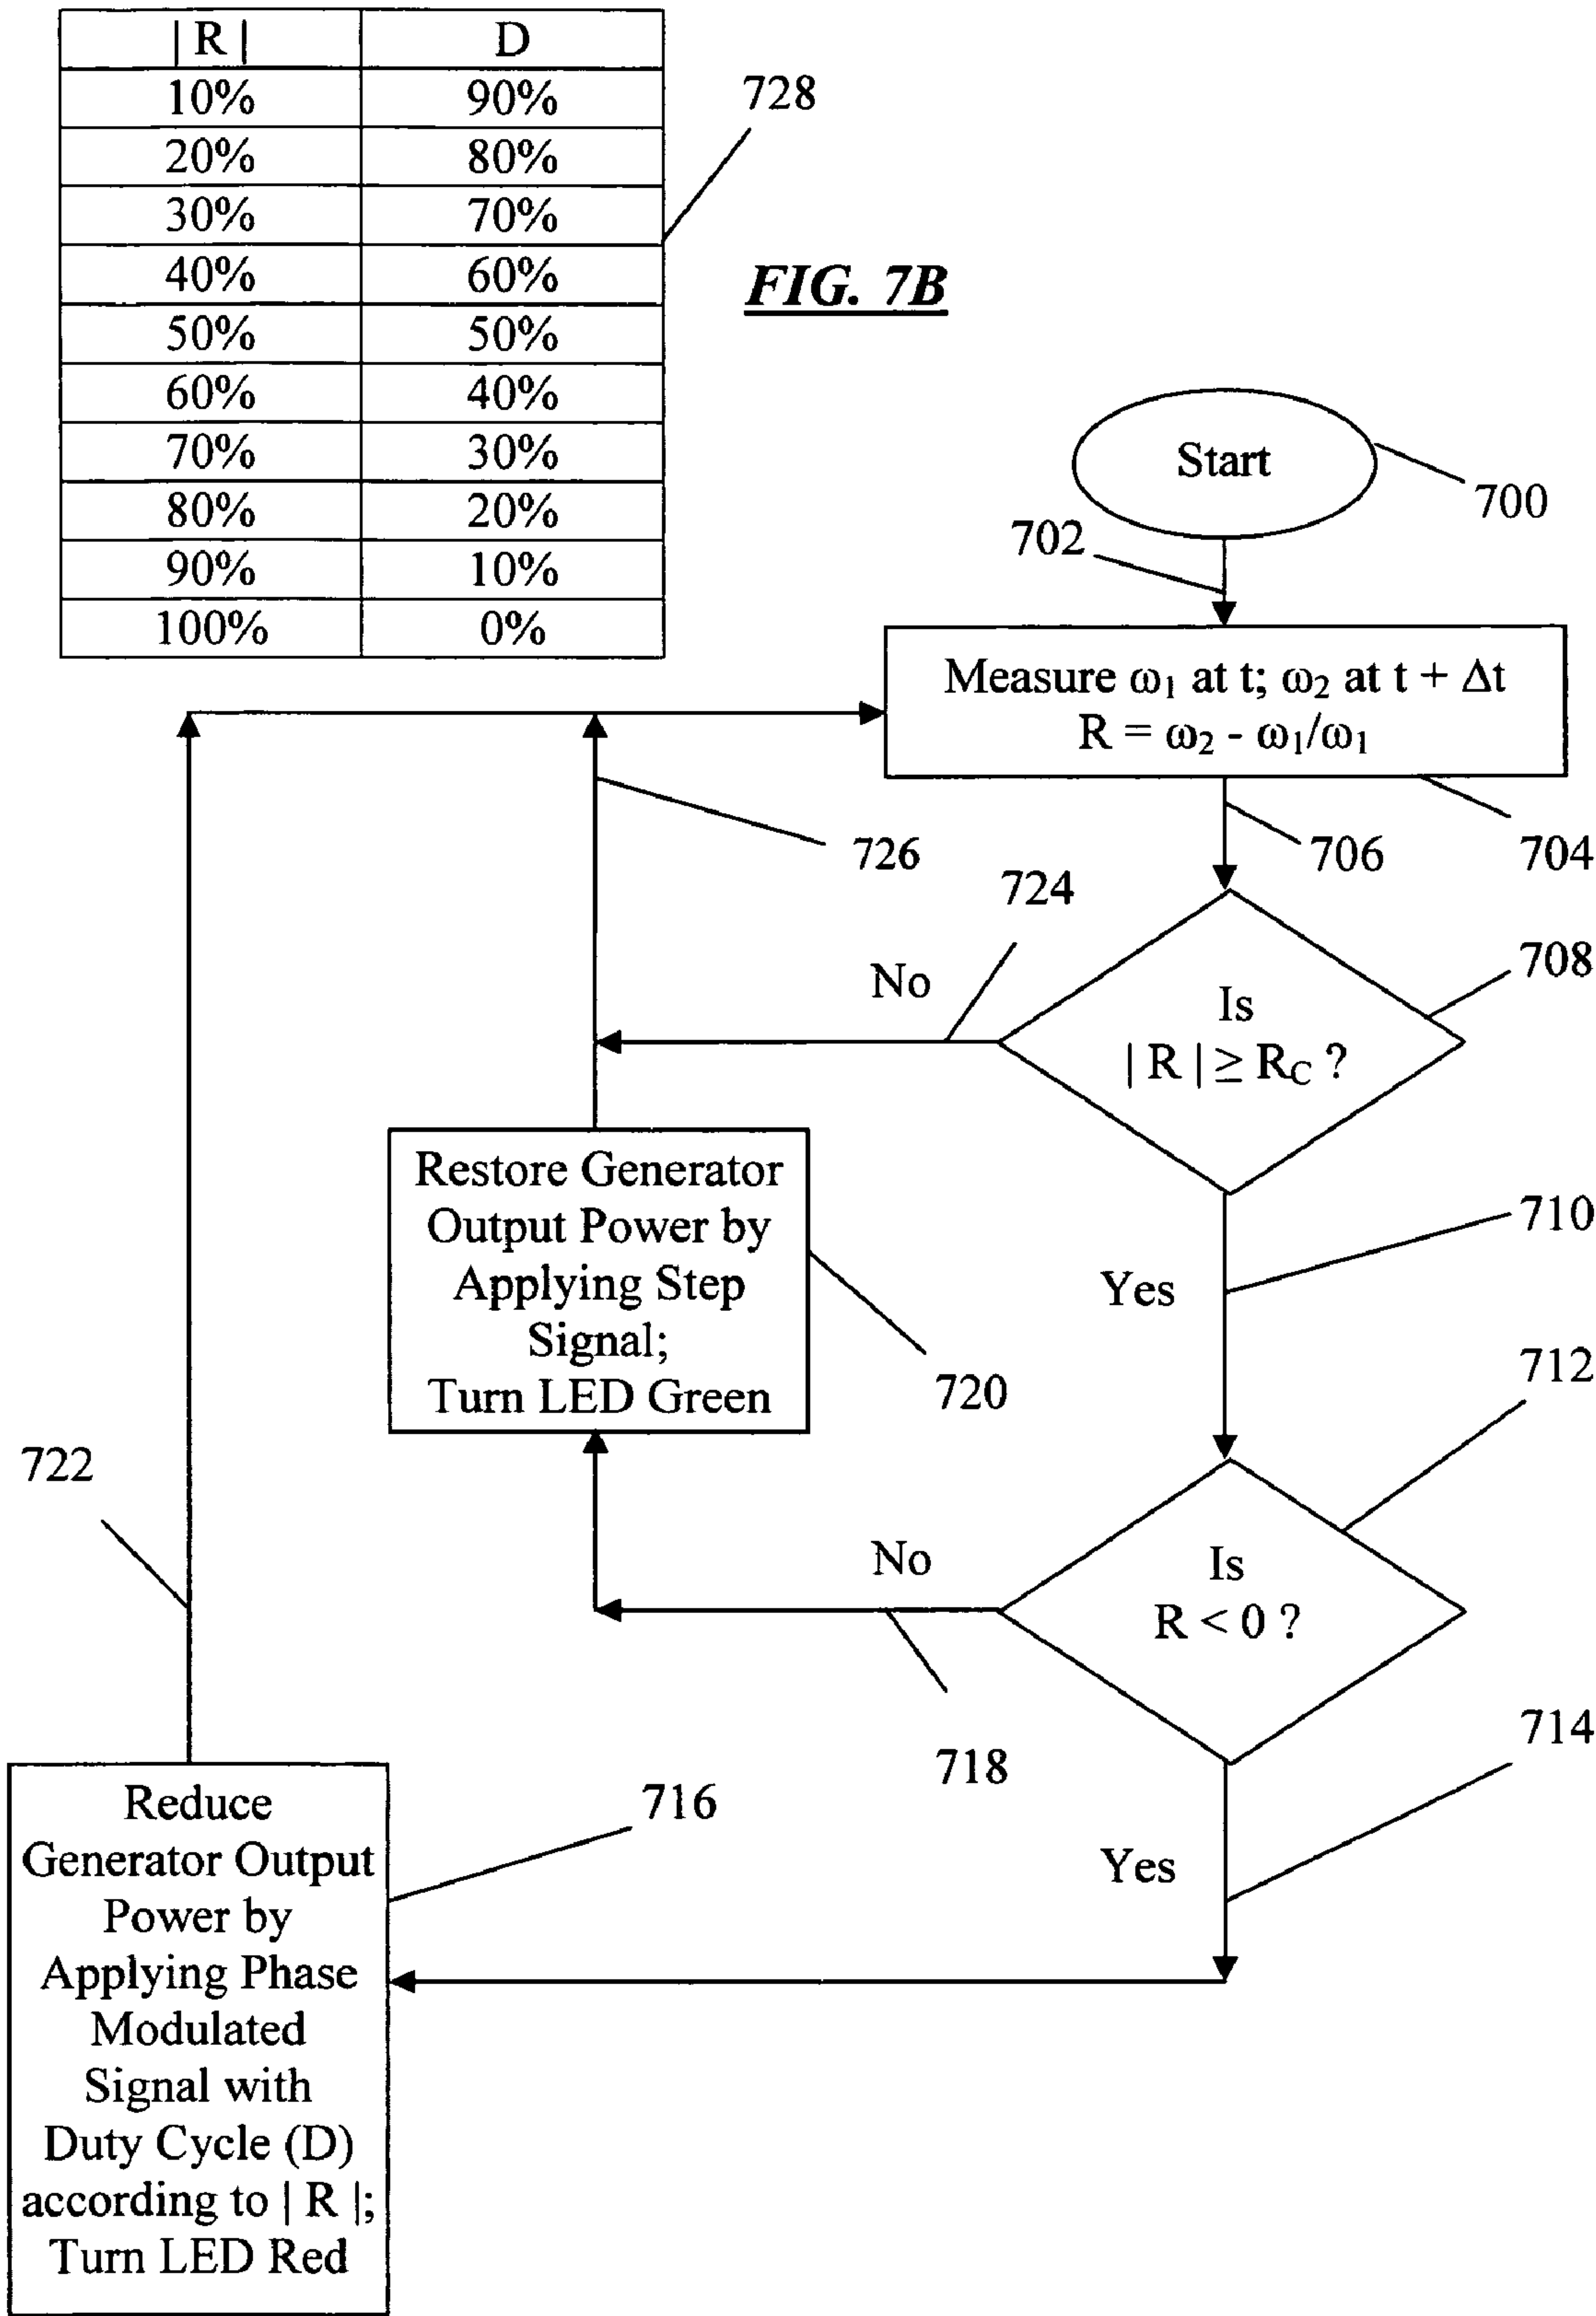 | R | D
10% 90%
20% 80%
30% 70%
40% 60%
50% 50%
60% 40%
70% 30%
80% 20%
90% 10%
100% 0%
728
FIG. 7B
Start
700
702
Measure ω₁ at t; ω₂ at t + Δt
R = ω₂ - ω₁/ω₁
704
706
726
724
708
No
Is
| R | ≥ R_C ?
Restore Generator
Output Power by
Applying Step
Signal;
Turn LED Green
720
710
Yes
712
722
No
Is
R < 0 ?
718
714
Yes
716
Reduce
Generator Output
Power by
Applying Phase
Modulated
Signal with
Duty Cycle (D)
according to | R |;
Turn LED Red